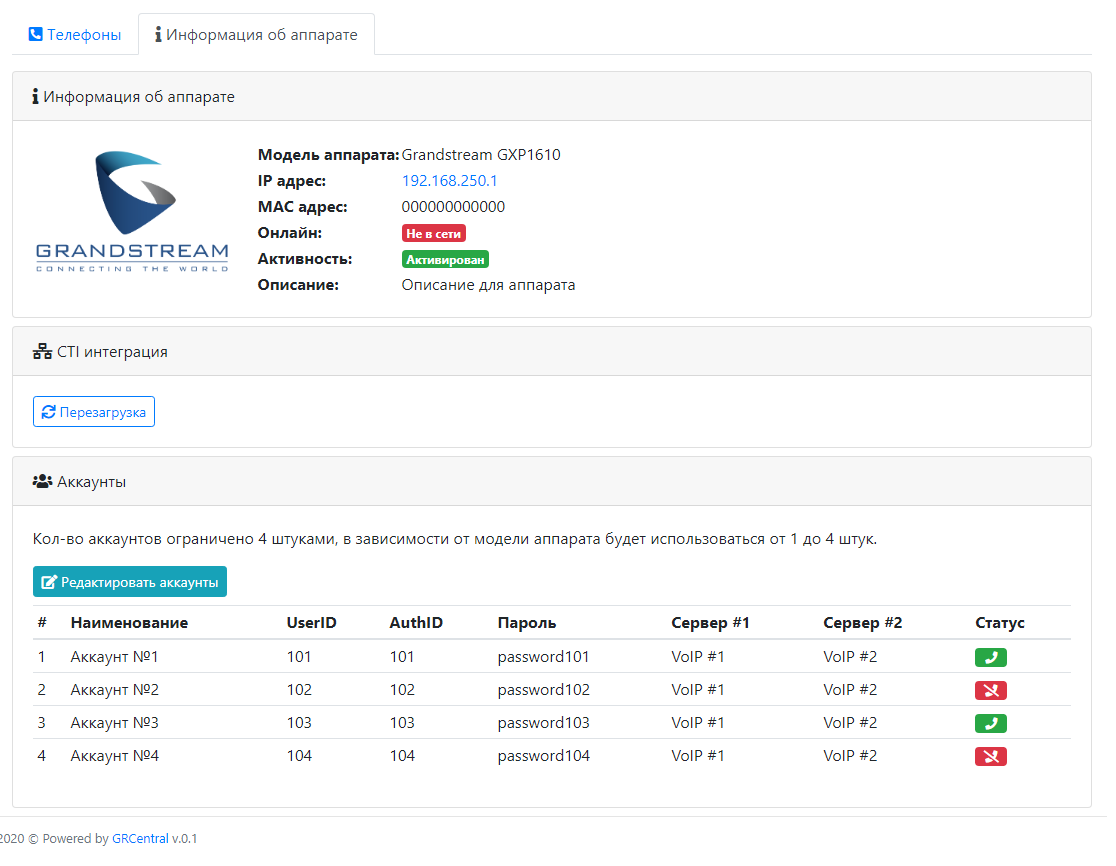 Телефоны Информация об аппарате
Информация об аппарате
GRANDSTREAM
CONNECTING THE WORLD
Модель аппарата: Grandstream GXP1610
IP адрес: 192.168.250.1
MAC адрес: 000000000000
Онлайн: Не в сети
Активность: Активирован
Описание: Описание для аппарата
CTI интеграция
Перезагрузка
Аккаунты
Кол-во аккаунтов ограничено 4 штуками, в зависимости от модели аппарата будет использоваться от 1 до 4 штук.
Редактировать аккаунты
# Наименование UserID AuthID Пароль Сервер #1 Сервер #2 Статус
1 Аккаунт №1 101 101 password101 VoIP #1 VoIP #2
2 Аккаунт №2 102 102 password102 VoIP #1 VoIP #2
3 Аккаунт №3 103 103 password103 VoIP #1 VoIP #2
4 Аккаунт №4 104 104 password104 VoIP #1 VoIP #2
2020 © Powered by GRCentral v.0.1